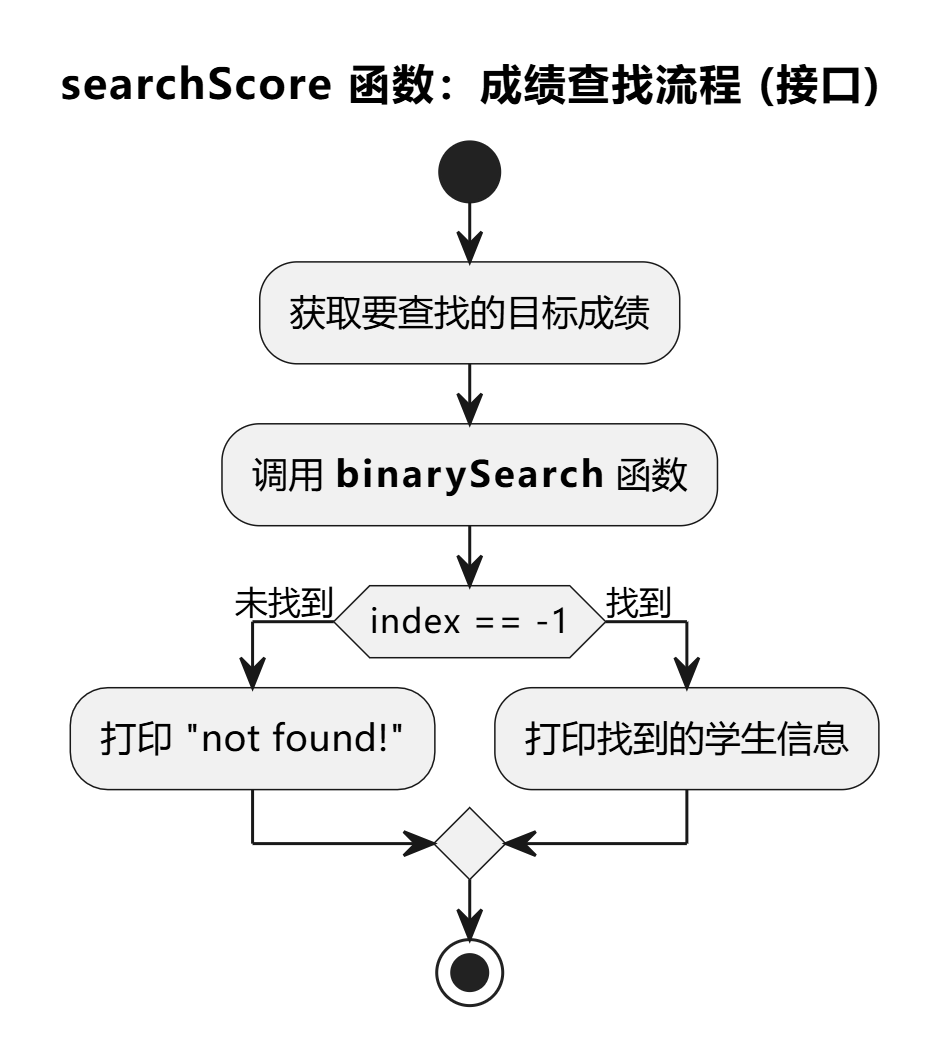 searchScore 函数：成绩查找流程 (接口)
获取要查找的目标成绩
调用 binarySearch 函数
未找到
index == -1
找到
打印 "not found!"
打印找到的学生信息